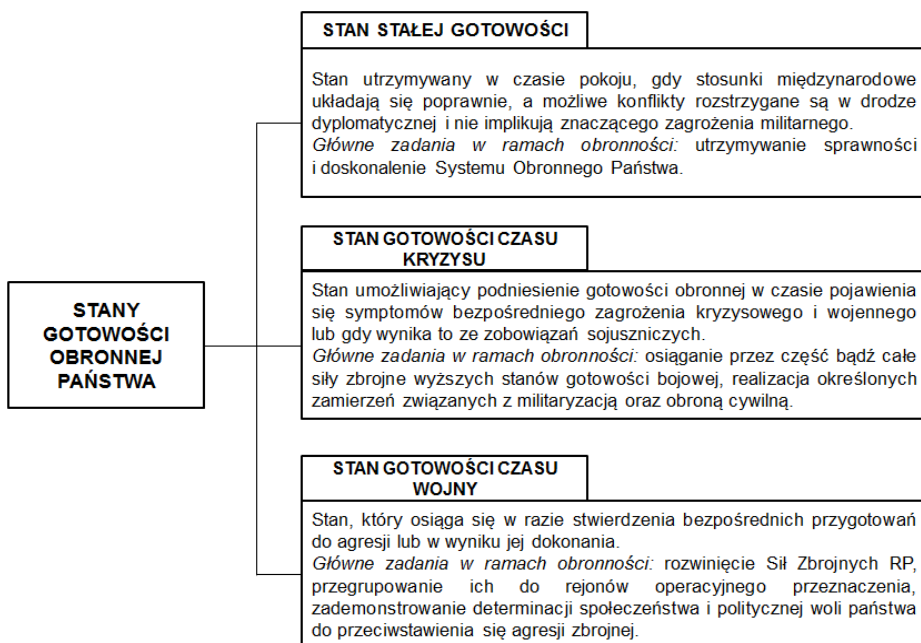 STANY
GOTOWOŚCI
OBRONNEJ
PAŃSTWA
STAN STAŁEJ GOTOWOŚCI
Stan utrzymywany w czasie pokoju, gdy stosunki międzynarodowe
układają się poprawnie, a możliwe konflikty rozstrzygane są w drodze
dyplomatycznej i nie implikują znaczącego zagrożenia militarnego.
Główne zadania w ramach obronności: utrzymywanie sprawności
i doskonalenie Systemu Obronnego Państwa.
STAN GOTOWOŚCI CZASU
KRYZYSU
Stan umożliwiający podniesienie gotowości obronnej w czasie pojawienia
się symptomów bezpośredniego zagrożenia kryzysowego i wojennego
lub gdy wynika to ze zobowiązań sojuszniczych.
Główne zadania w ramach obronności: osiąganie przez część bądź całe
siły zbrojne wyższych stanów gotowości bojowej, realizacja określonych
zamierzeń związanych z militaryzacją oraz obroną cywilną.
STAN GOTOWOŚCI CZASU
WOJNY
Stan, który osiąga się w razie stwierdzenia bezpośrednich przygotowań
do agresji lub w wyniku jej dokonania.
Główne zadania w ramach obronności: rozwinięcie Sił Zbrojnych RP,
przegrupowanie ich do rejonów operacyjnego przeznaczenia,
zademonstrowanie determinacji społeczeństwa i politycznej woli państwa
do przeciwstawienia się agresji zbrojnej.